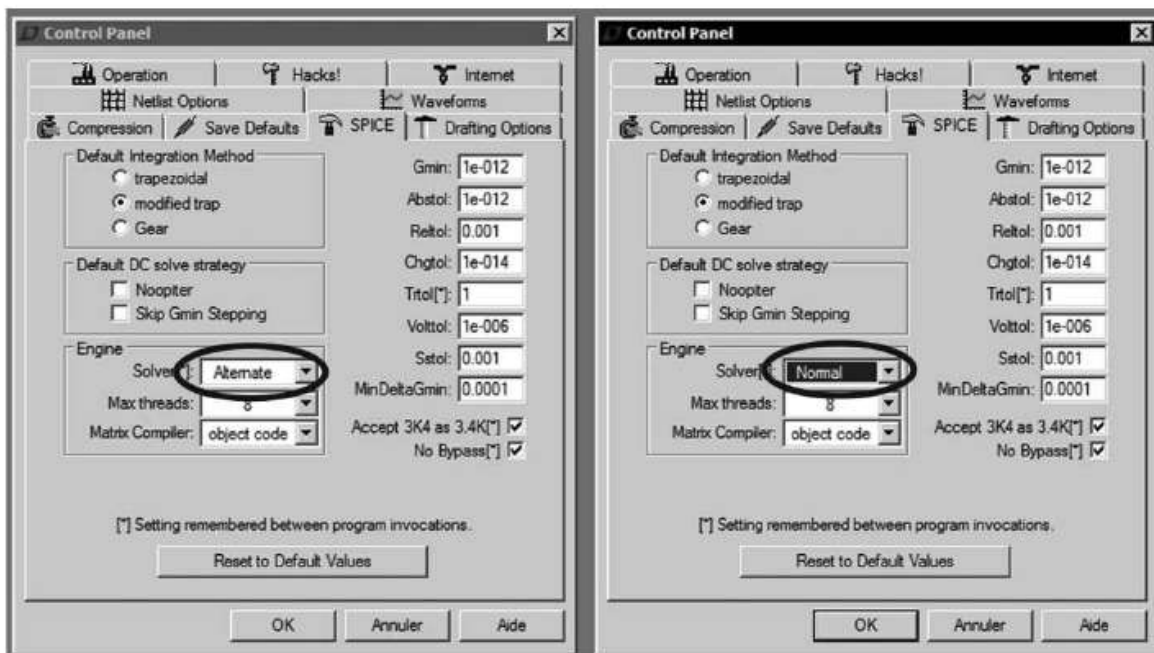 Control Panel
Operation Hacks! Internet
Netlist Options Waveforms
Compression Save Defaults SPICE Drafting Options
Default Integration Method
trapezoidal
modified trap
Gear
Default DC solve strategy
Noopiter
Skip Gmin Stepping
Engine
Solver[*]: Alternate
Max threads: 8
Matrix Compiler: object code
Gmin: 1e-012
Abstol: 1e-012
Reltol: 0.001
Chgtol: 1e-014
Trtol[*]: 1
Volttol: 1e-006
Sstol: 0.001
MinDeltaGmin: 0.0001
Accept 3K4 as 3.4K[*]
No Bypass[*]
[*] Setting remembered between program invocations.
Reset to Default Values
OK Annuler Aide
Control Panel
Operation Hacks! Internet
Netlist Options Waveforms
Compression Save Defaults SPICE Drafting Options
Default Integration Method
trapezoidal
modified trap
Gear
Default DC solve strategy
Noopiter
Skip Gmin Stepping
Engine
Solver[*]: Normal
Max threads: 8
Matrix Compiler: object code
Gmin: 1e-012
Abstol: 1e-012
Reltol: 0.001
Chgtol: 1e-014
Trtol[*]: 1
Volttol: 1e-006
Sstol: 0.001
MinDeltaGmin: 0.0001
Accept 3K4 as 3.4K[*]
No Bypass[*]
[*] Setting remembered between program invocations.
Reset to Default Values
OK Annuler Aide